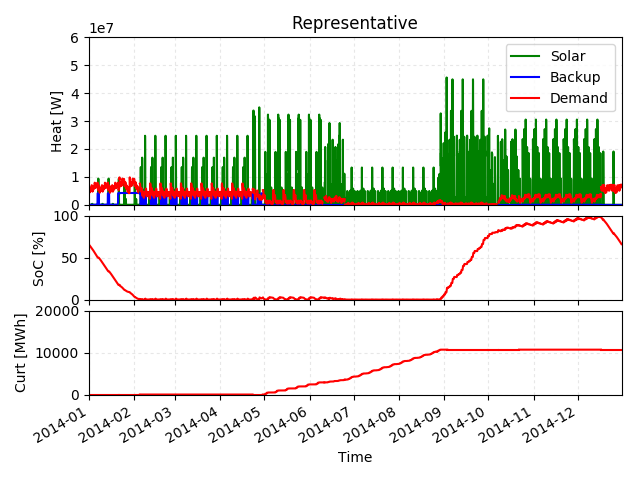 Representative
1e7
6
5
4
3
2
1
0
Heat [W]
Solar
Backup
Demand
100
50
0
SoC [%]
20000
10000
0
Curt [MWh]
2014-01
2014-02
2014-03
2014-04
2014-05
2014-06
2014-07
2014-08
2014-09
2014-10
2014-11
2014-12
Time